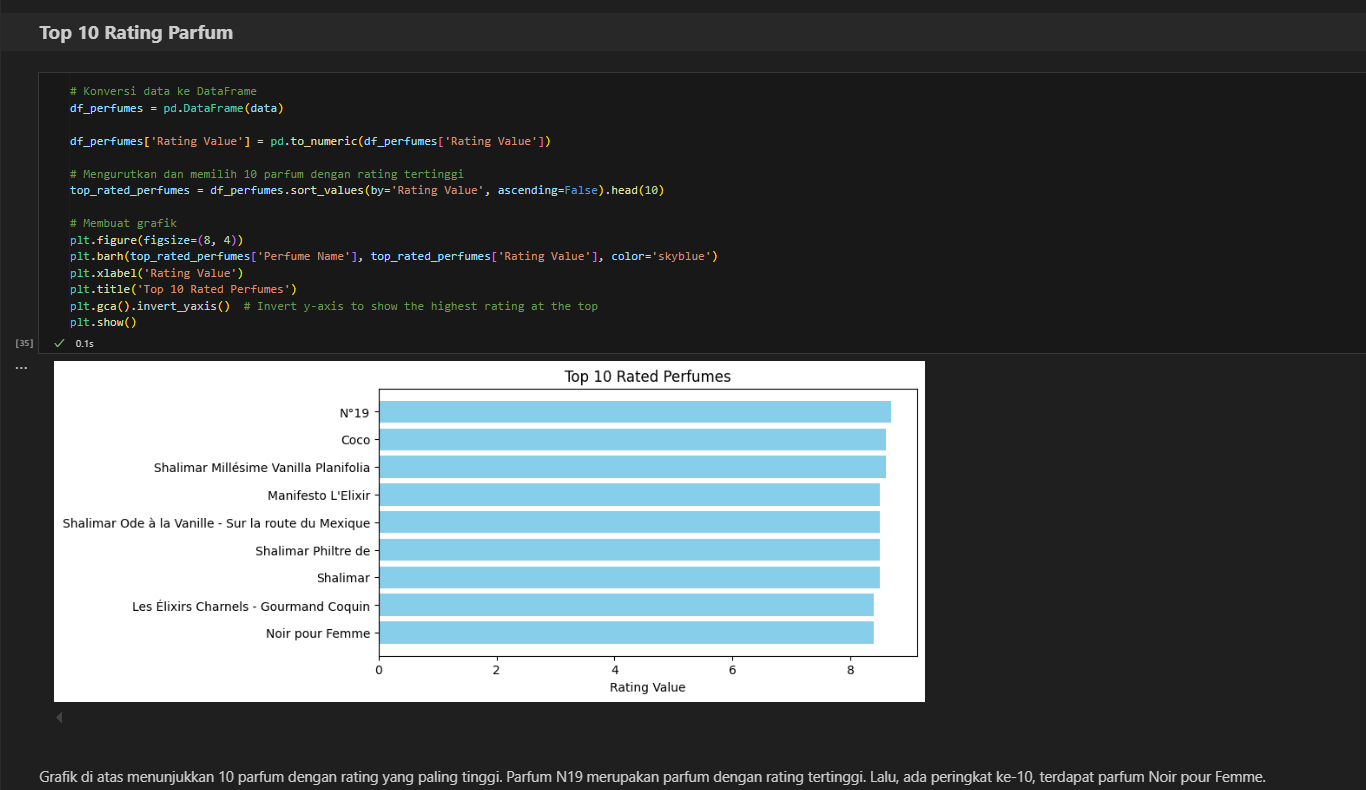 Top 10 Rating Parfum
# Konversi data ke DataFrame
df_perfumes = pd.DataFrame(data)
df_perfumes['Rating Value'] = pd.to_numeric(df_perfumes['Rating Value'])
# Mengurutkan dan memilih 10 parfum dengan rating tertinggi
top_rated_perfumes = df_perfumes.sort_values(by='Rating Value', ascending=False).head(10)
# Membuat grafik
plt.figure(figsize=(8, 4))
plt.barh(top_rated_perfumes['Perfume Name'], top_rated_perfumes['Rating Value'], color='skyblue')
plt.xlabel('Rating Value')
plt.title('Top 10 Rated Perfumes')
plt.gca().invert_yaxis()  # Invert y-axis to show the highest rating at the top
plt.show()
[35] ✓ 0.1s
...
Top 10 Rated Perfumes
N°19
Coco
Shalimar Millésime Vanilla Planifolia
Manifesto L'Elixir
Shalimar Ode à la Vanille - Sur la route du Mexique
Shalimar Philtre de
Shalimar
Les Élixirs Charnels - Gourmand Coquin
Noir pour Femme
0 2 4 6 8
Rating Value
Grafik di atas menunjukkan 10 parfum dengan rating yang paling tinggi. Parfum N19 merupakan parfum dengan rating tertinggi. Lalu, ada peringkat ke-10, terdapat parfum Noir pour Femme.